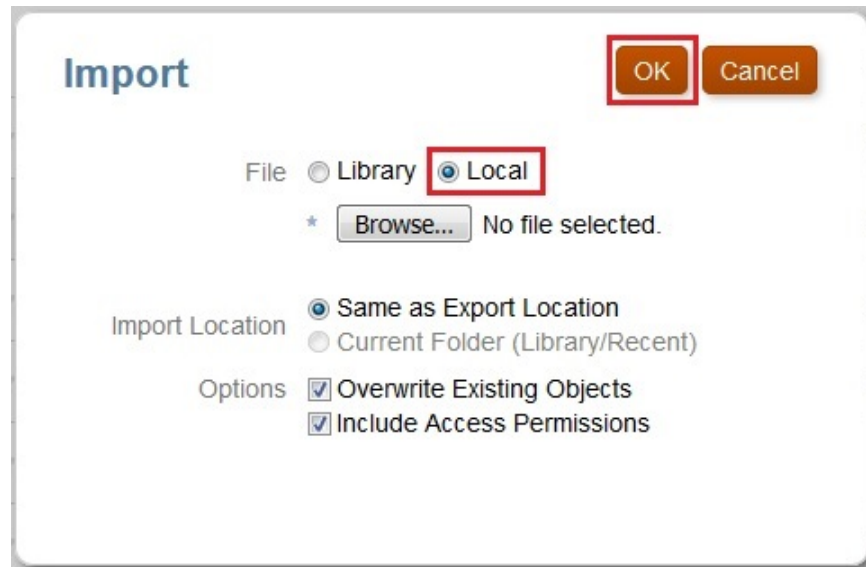 Import
OK Cancel
File Library Local
* Browse... No file selected.
Import Location Same as Export Location
Current Folder (Library/Recent)
Options Overwrite Existing Objects
Include Access Permissions